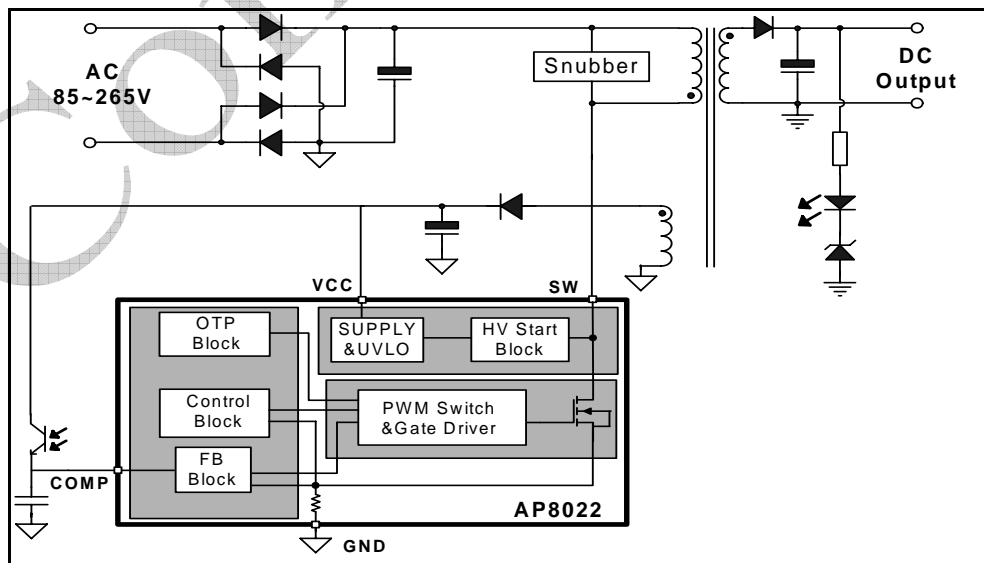 AC
85~265V
Snubber
DC
Output
VCC
SW
OTP
Block
SUPPLY
&UVLO
HV Start
Block
Control
Block
PWM Switch
&Gate Driver
FB
Block
COMP
AP8022
GND